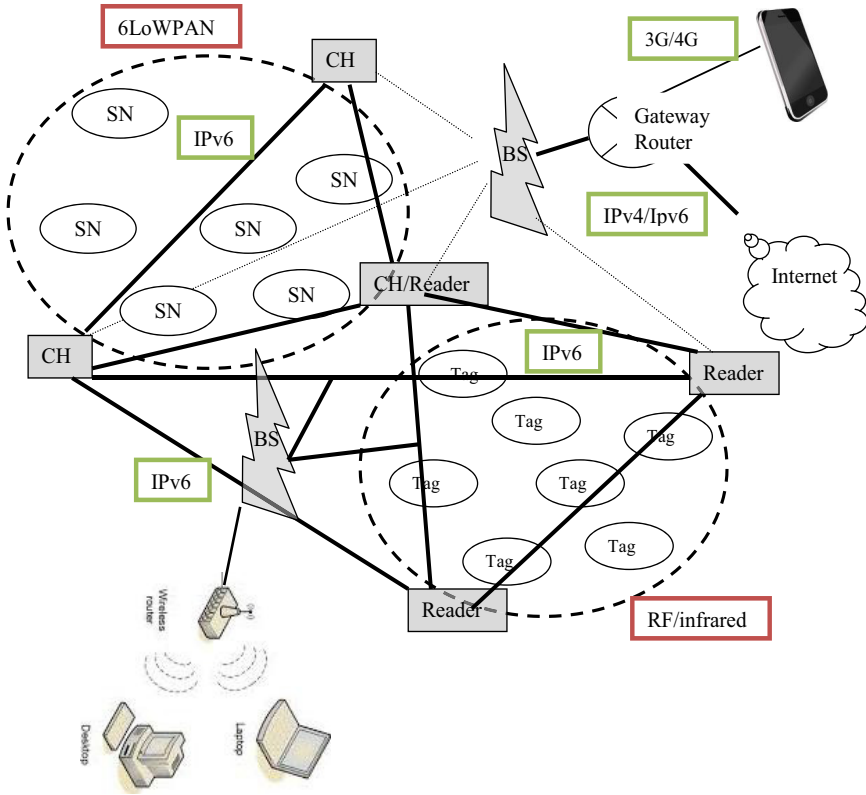 6LoWPAN
CH
3G/4G
SN
IPv6
Gateway
Router
BS
SN
SN
SN
IPv4/Ipv6
CH/Reader
Internet
SN
SN
CH
IPv6
Reader
Tag
BS
Tag
Tag
IPv6
Tag
Tag
Tag
Tag
Reader
RF/infrared
Wireless
router
Desktop
Laptop